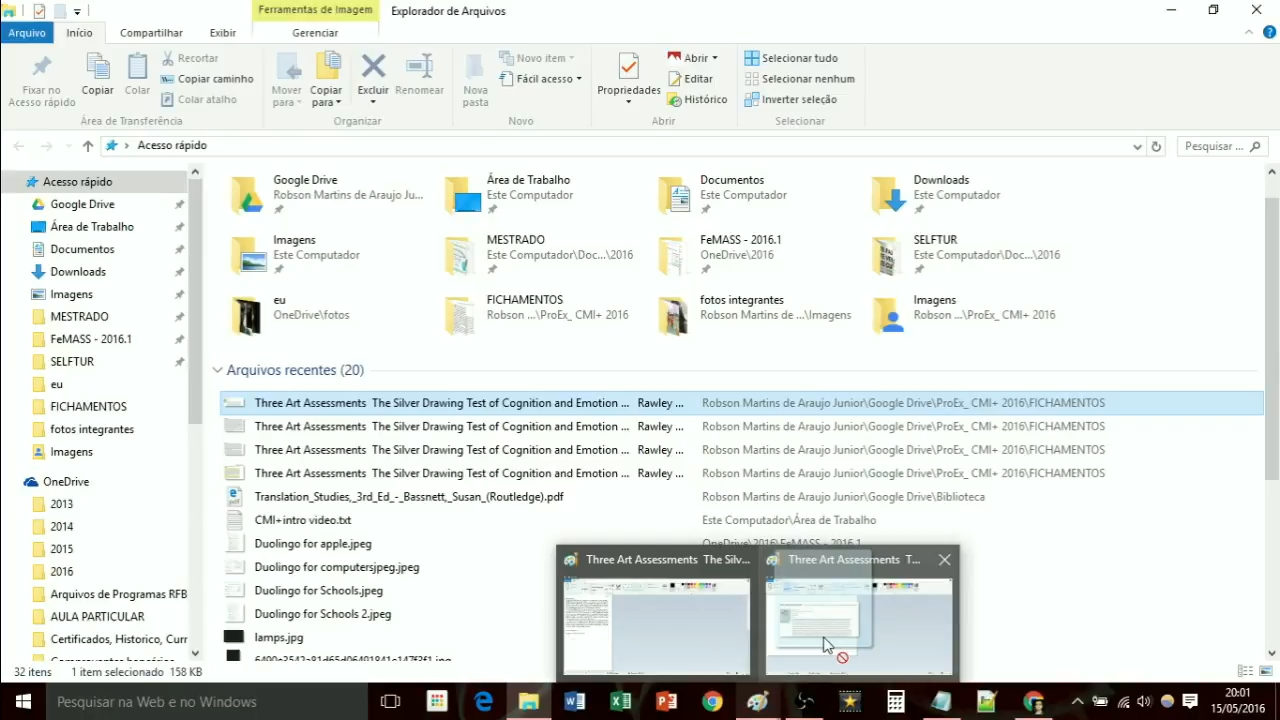 Ferramentas de Imagem
Explorador de Arquivos
Arquivo
Início
Compartilhar
Exibir
Gerenciar
Fixar no Acesso rápido
Copiar
Colar
Recortar
Copiar caminho
Colar atalho
Mover para
Copiar para
Excluir
Renomear
Nova pasta
Novo item
Fácil acesso
Propriedades
Abrir
Editar
Histórico
Selecionar tudo
Selecionar nenhum
Inverter seleção
Área de Transferência
Organizar
Novo
Abrir
Selecionar
Acesso rápido
Pesquisar ...
Acesso rápido
Google Drive
Área de Trabalho
Documentos
Downloads
Imagens
MESTRADO
FeMASS - 2016.1
SELFTUR
eu
FICHAMENTOS
fotos integrantes
Imagens
OneDrive
2013
2014
2015
2016
Arquivos de Programas RFB
AULA PARTICULAR
Certificados, Historico, Curr
Google Drive
Robson Martins de Araujo Ju...
Área de Trabalho
Este Computador
Documentos
Este Computador
Downloads
Este Computador
Imagens
Este Computador
MESTRADO
Este Computador\Doc...\2016
FeMASS - 2016.1
OneDrive\2016
SELFTUR
Este Computador\Doc...\2016
eu
OneDrive\fotos
FICHAMENTOS
Robson ...\ProEx_ CMI+ 2016
fotos integrantes
Robson Martins de ...\Imagens
Imagens
Robson ...\ProEx_ CMI+ 2016
Arquivos recentes (20)
Three Art Assessments The Silver Drawing Test of Cognition and Emotion ... Rawley ... Robson Martins de Araujo Junior\Google Drive\ProEx_ CMI+ 2016\FICHAMENTOS
Three Art Assessments The Silver Drawing Test of Cognition and Emotion ... Rawley ... Robson Martins de Araujo Junior\Google Drive\ProEx_ CMI+ 2016\FICHAMENTOS
Three Art Assessments The Silver Drawing Test of Cognition and Emotion ... Rawley ... Robson Martins de Araujo Junior\Google Drive\ProEx_ CMI+ 2016\FICHAMENTOS
Three Art Assessments The Silver Drawing Test of Cognition and Emotion ... Rawley ... Robson Martins de Araujo Junior\Google Drive\ProEx_ CMI+ 2016\FICHAMENTOS
Translation_Studies,_3rd_Ed_-_Bassnett,_Susan_(Routledge).pdf Robson Martins de Araujo Junior\Google Drive\Biblioteca
CMI+intro video.txt Este Computador\Área de Trabalho
Duolingo for apple.jpeg OneDrive\2016\FeMASS - 2016.1
Duolingo for computersjpeg.jpeg
Duolingo for Schools.jpeg
Duolingo for Schools 2.jpeg
lamps.jpg
Three Art Assessments The Silv...
Three Art Assessments T...
32 itens 1 item selecionado 158 KB
Pesquisar na Web e no Windows
20:01
15/05/2016